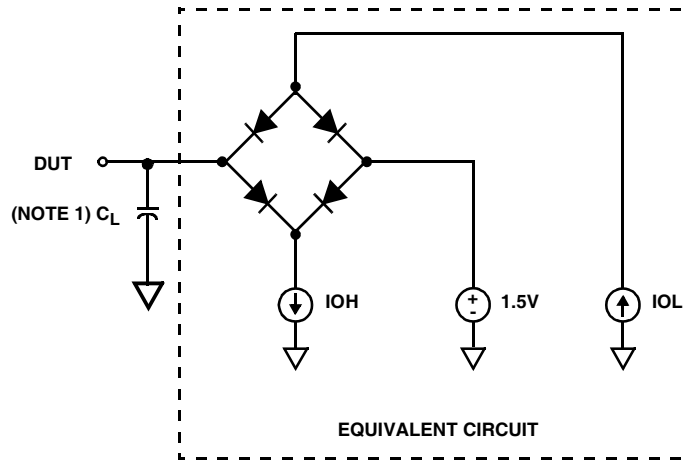 DUT
(NOTE 1) CL
IOH
+
-
1.5V
IOL
EQUIVALENT CIRCUIT